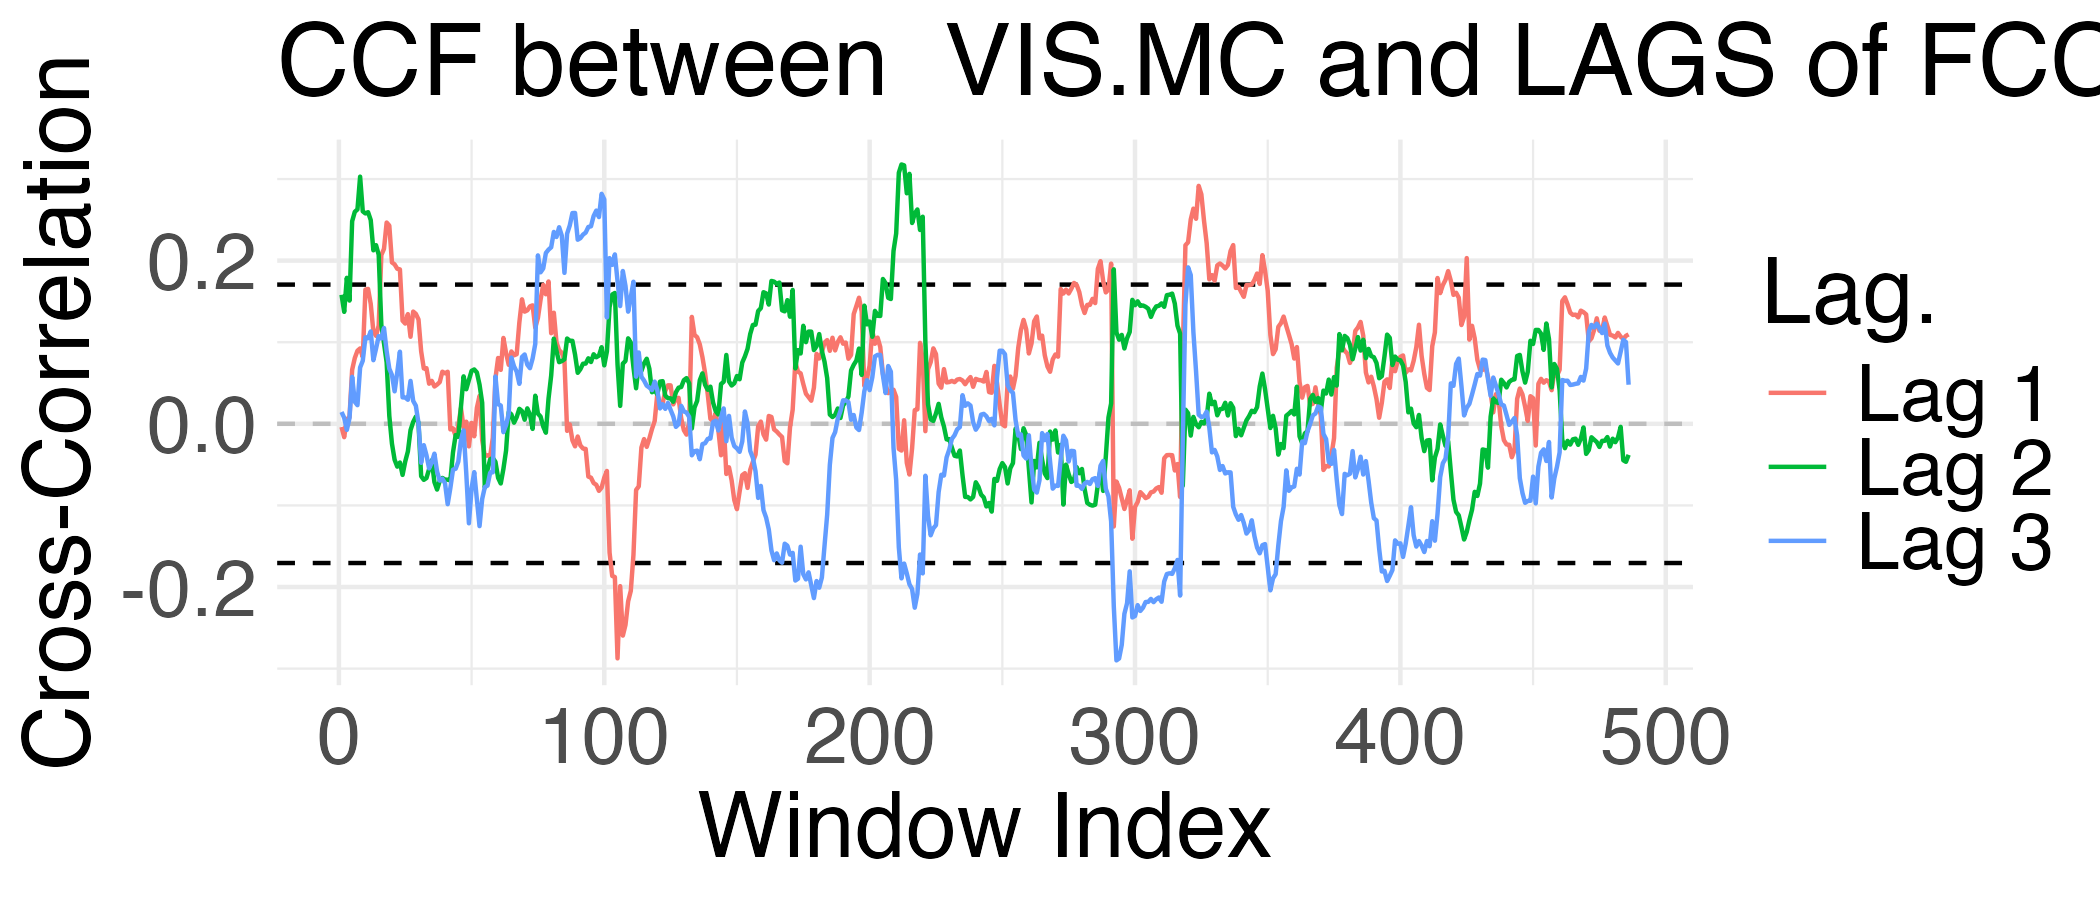 CCF between  VIS.MC and LAGS of FCC
Cross-Correlation
0.2
0.0
-0.2
0 100 200 300 400 500
Window Index
Lag.
Lag 1
Lag 2
Lag 3